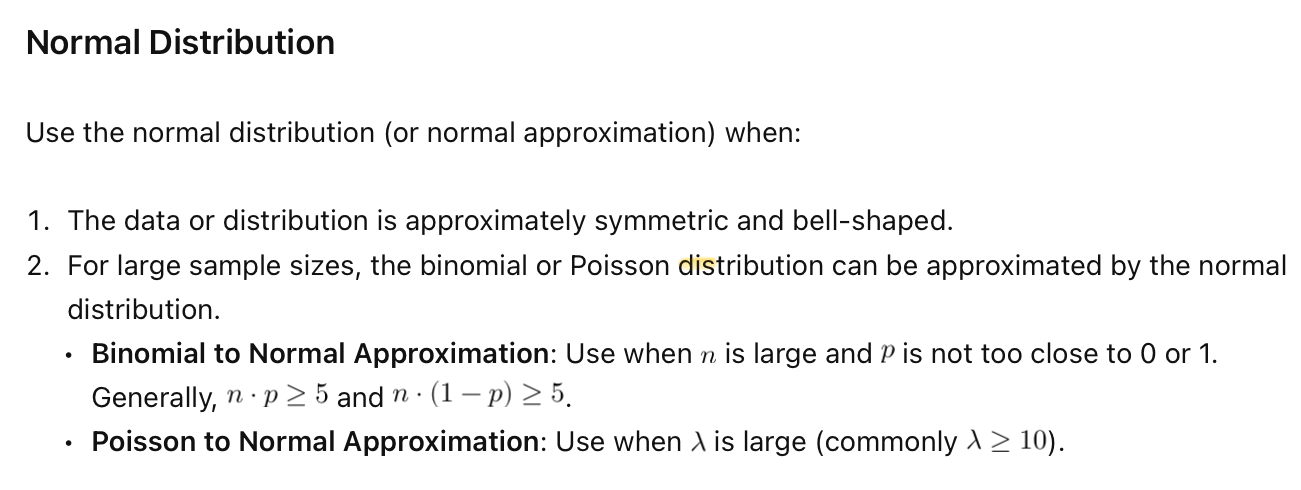 Normal Distribution
Use the normal distribution (or normal approximation) when:
1. The data or distribution is approximately symmetric and bell-shaped.
2. For large sample sizes, the binomial or Poisson distribution can be approximated by the normal
distribution.
• Binomial to Normal Approximation: Use when n is large and p is not too close to 0 or 1.
Generally, n · p ≥ 5 and n · (1 − p) ≥ 5.
• Poisson to Normal Approximation: Use when λ is large (commonly λ ≥ 10).